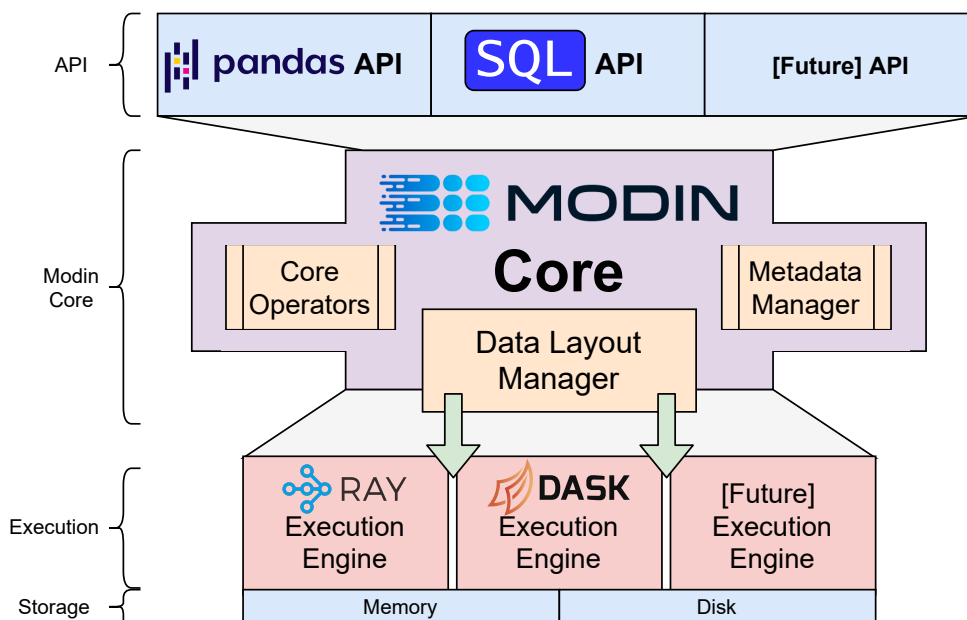 API
pandas API
SQL API
[Future] API
Modin
Core
MODIN
Core
Core
Operators
Metadada
Manager
Data Layout
Manager
Execution
RAY
Execution
Engine
DASK
Execution
Engine
[Future]
Execution
Engine
Storage
Memory
Disk